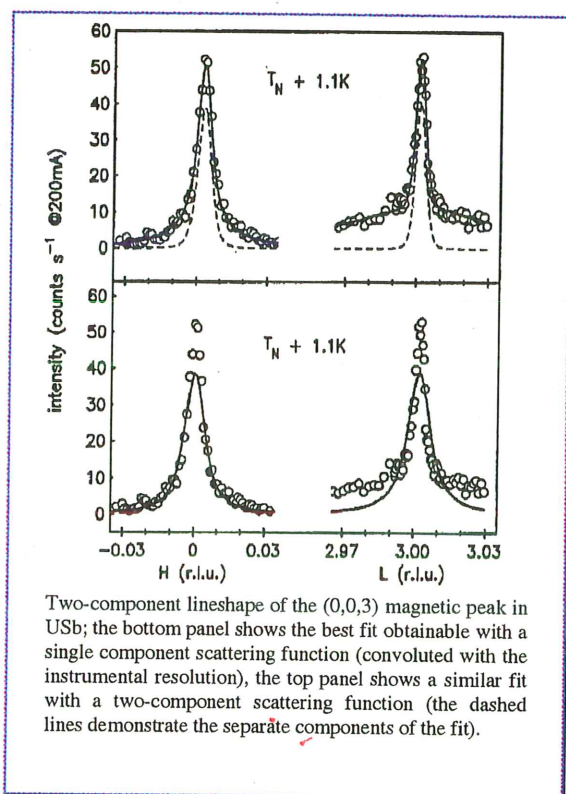 60
50
40
30
20
10
0
T_N + 1.1K
60
50
40
30
20
10
0
T_N + 1.1K
intensity (counts s⁻¹ @200mA)
-0.03 0 0.03 2.97 3.00 3.03
H (r.l.u.) L (r.l.u.)
Two-component lineshape of the (0,0,3) magnetic peak in
USb; the bottom panel shows the best fit obtainable with a
single component scattering function (convoluted with the
instrumental resolution), the top panel shows a similar fit
with a two-component scattering function (the dashed
lines demonstrate the separate components of the fit).